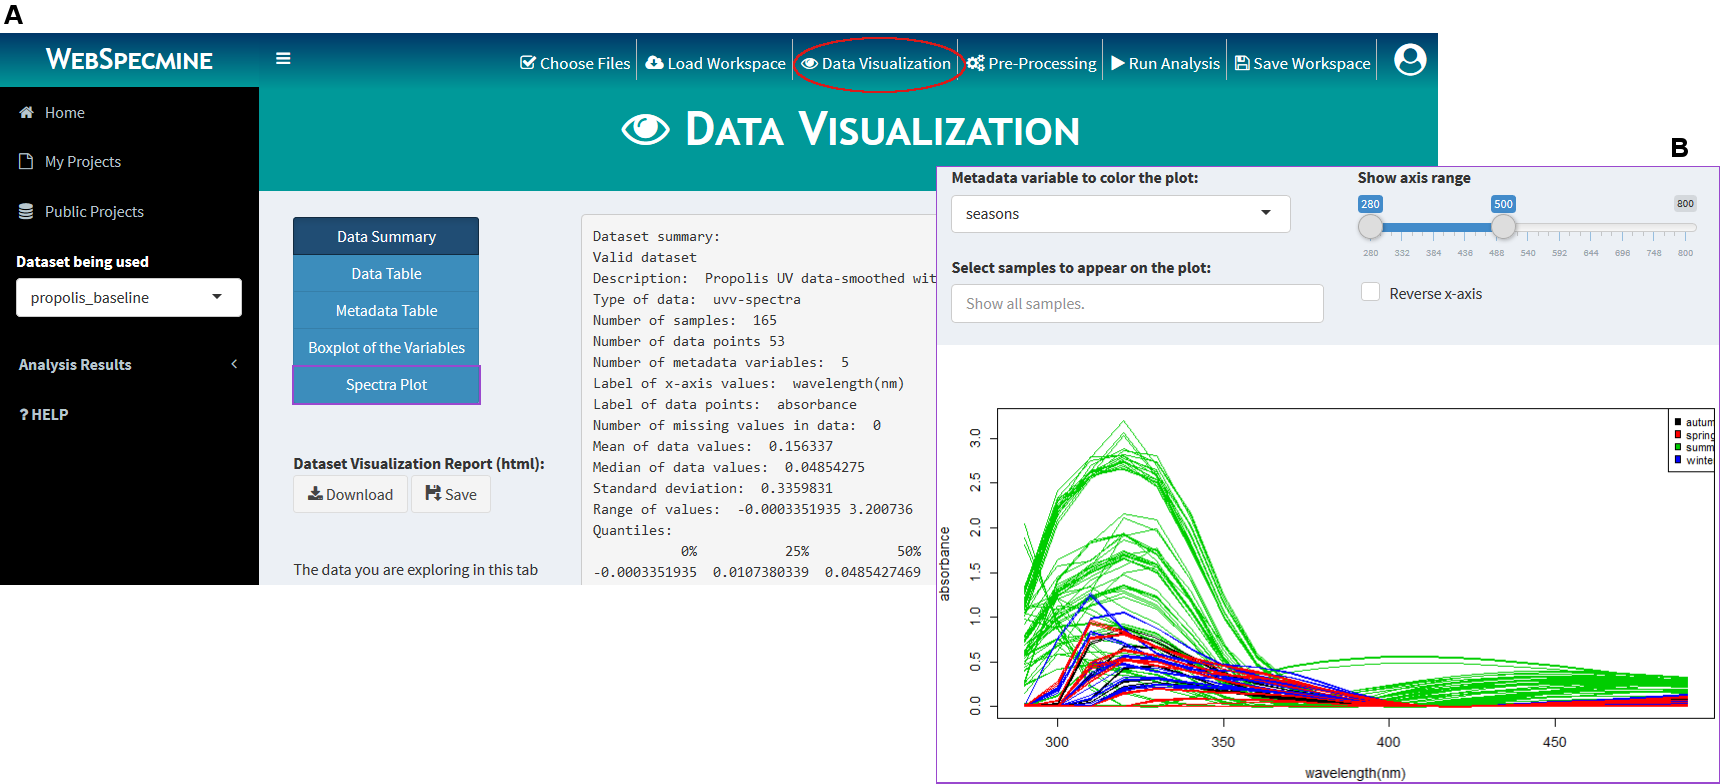 A
WEBSPECMINE
Choose Files
Load Workspace
Data Visualization
Pre-Processing
Run Analysis
Save Workspace
Home
My Projects
Public Projects
Dataset being used
propolis_baseline
Analysis Results
? HELP
DATA VISUALIZATION
Data Summary
Data Table
Metadata Table
Boxplot of the Variables
Spectra Plot
Dataset Visualization Report (html):
Download
Save
The data you are exploring in this tab
Dataset summary:
Valid dataset
Description:  Propolis UV data-smoothed wit
Type of data:  uvv-spectra
Number of samples:  165
Number of data points 53
Number of metadata variables:  5
Label of x-axis values:  wavelength(nm)
Label of data points:  absorbance
Number of missing values in data:  0
Mean of data values:  0.156337
Median of data values:  0.04854275
Standard deviation:  0.3359831
Range of values:  -0.0003351935 3.200736
Quantiles:
0% 25% 50%
-0.0003351935 0.0107380339 0.0485427469
B
Metadata variable to color the plot:
seasons
Select samples to appear on the plot:
Show all samples.
Show axis range
280 500 800
280 332 384 436 488 540 592 644 696 748 800
Reverse x-axis
autum
spring
summ
winte
absorbance
3.0
2.5
2.0
1.5
1.0
0.5
0.0
300 350 400 450
wavelength(nm)